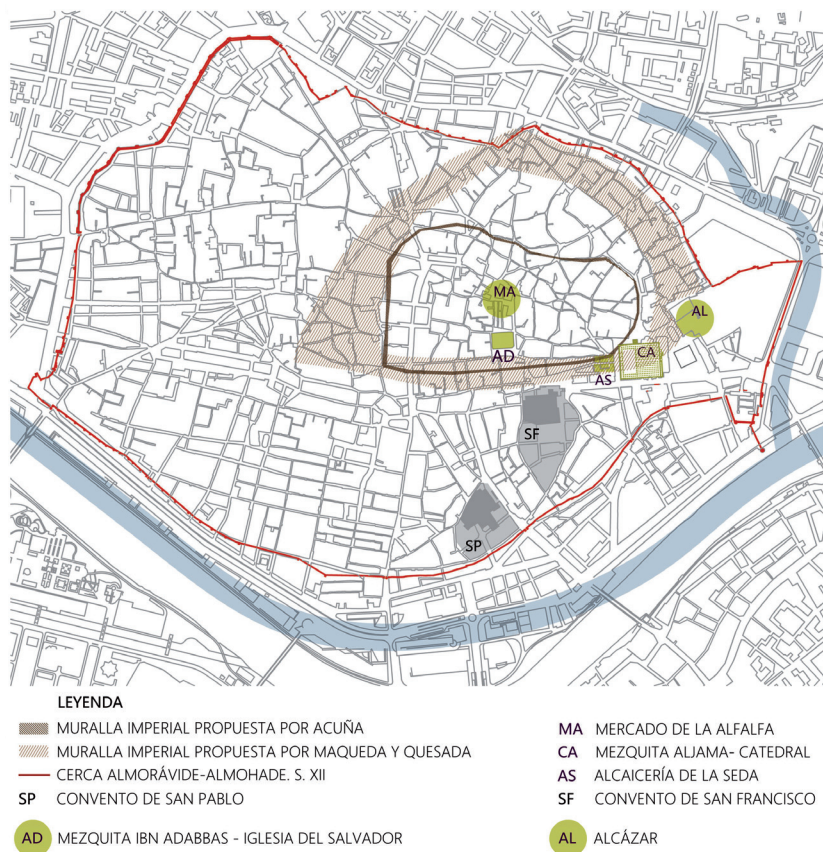 MA
AL
AD
CA
AS
SF
SP
LEYENDA
MURALLA IMPERIAL PROPUESTA POR ACUÑA
MURALLA IMPERIAL PROPUESTA POR MAQUEDA Y QUESADA
CERCA ALMORÁVIDE-ALMOHADE. S. XII
SP CONVENTO DE SAN PABLO
AD MEZQUITA IBN ADABBAS - IGLESIA DEL SALVADOR
MA MERCADO DE LA ALFALFA
CA MEZQUITA ALJAMA- CATEDRAL
AS ALCAICERÍA DE LA SEDA
SF CONVENTO DE SAN FRANCISCO
AL ALCÁZAR